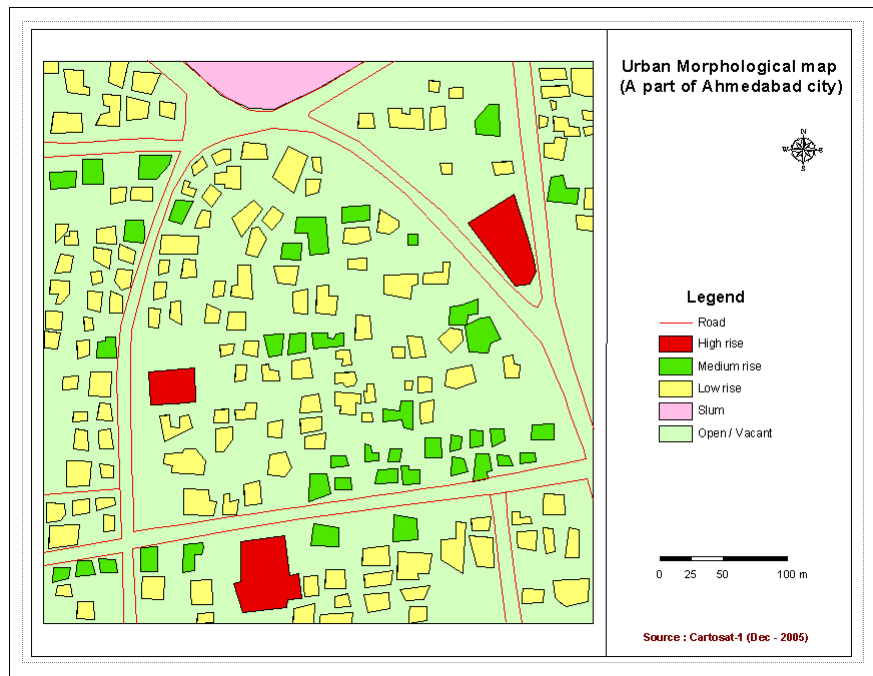 Urban Morphological map
(A part of Ahmedabad city)
N
W E
S
Legend
Road
High rise
Medium rise
Low rise
Slum
Open / Vacant
0 25 50 100 m
Source : Cartosat-1 (Dec - 2005)